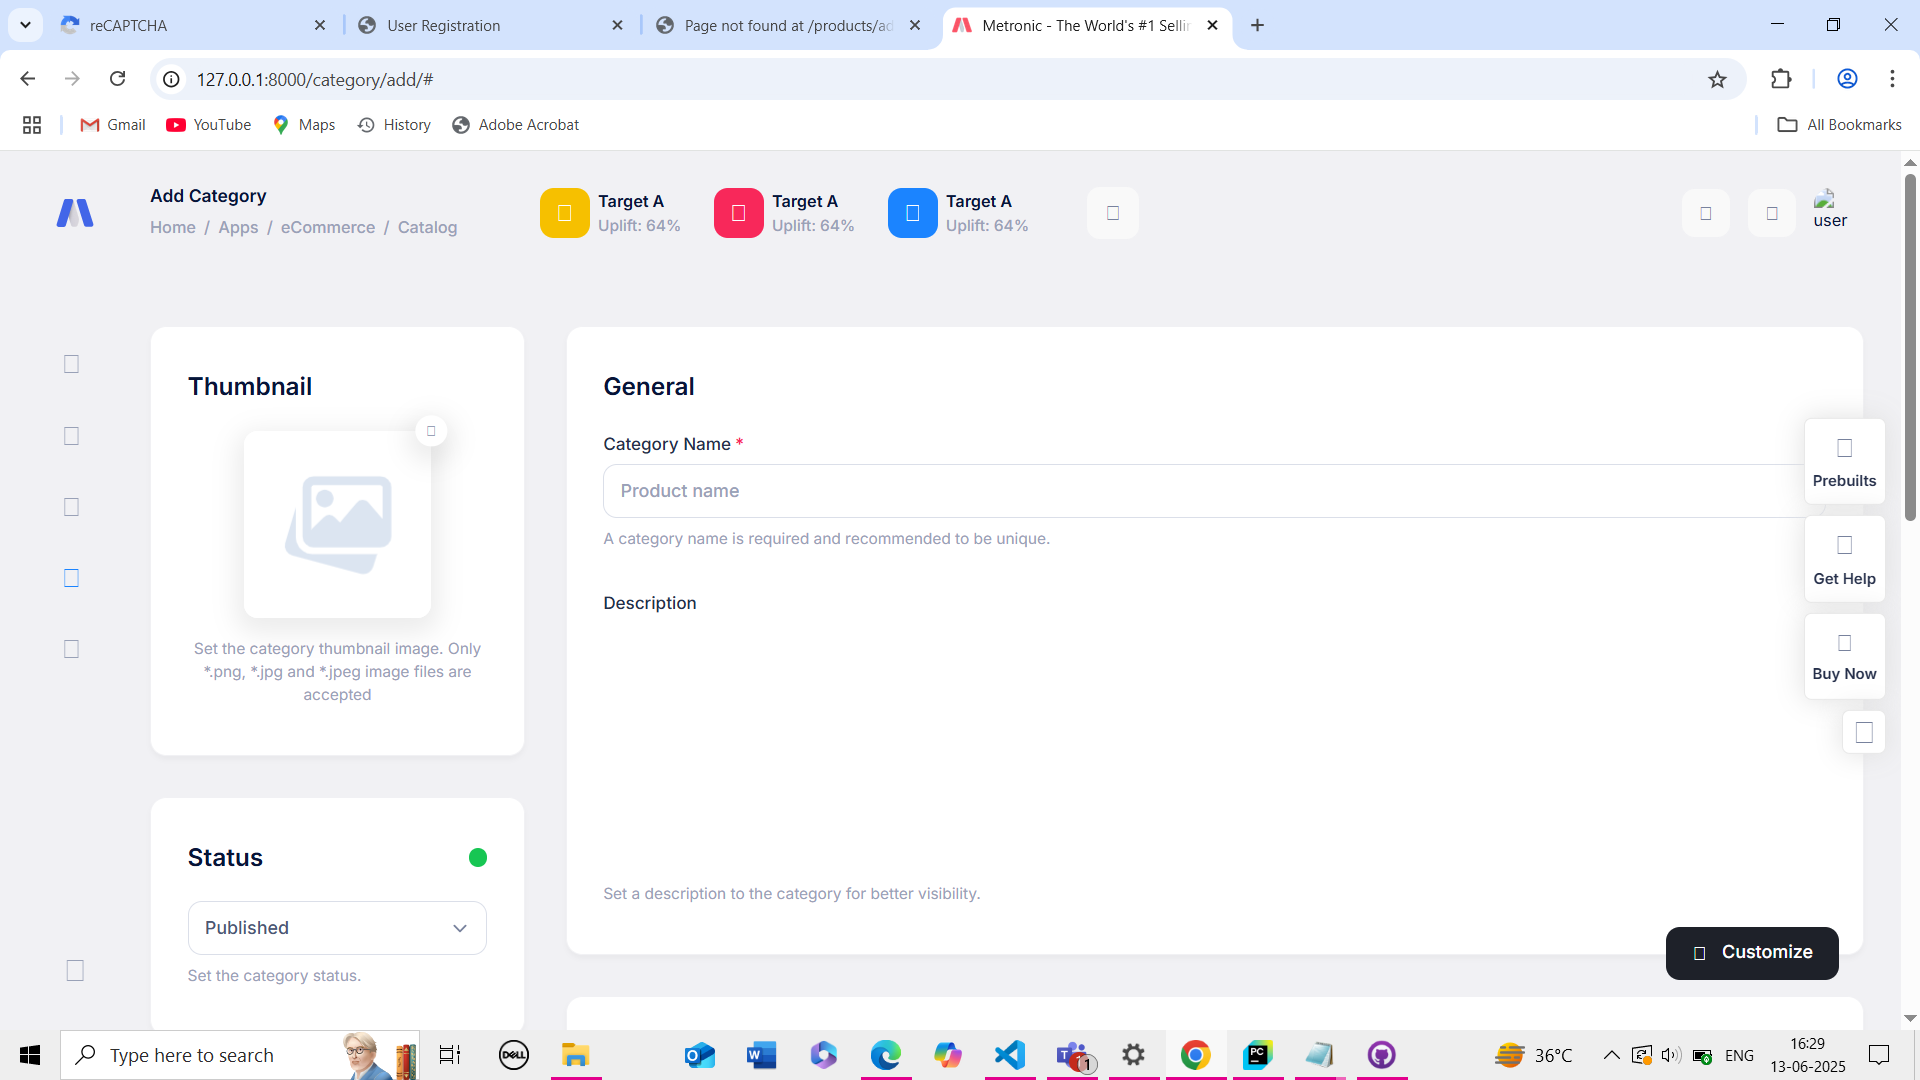 reCAPTCHA
User Registration
Page not found at /products/ad
Metronic - The World's #1 Sellin
127.0.0.1:8000/category/add/#
Gmail
YouTube
Maps
History
Adobe Acrobat
All Bookmarks
Add Category
Home / Apps / eCommerce / Catalog
Target A
Uplift: 64%
Target A
Uplift: 64%
Target A
Uplift: 64%
user
Thumbnail
Set the category thumbnail image. Only
*.png, *.jpg and *.jpeg image files are
accepted
Status
Published
Set the category status.
General
Category Name *
Product name
A category name is required and recommended to be unique.
Description
Set a description to the category for better visibility.
Prebuilts
Get Help
Buy Now
Customize
Type here to search
DELL
1
36°C
ENG
16:29
13-06-2025